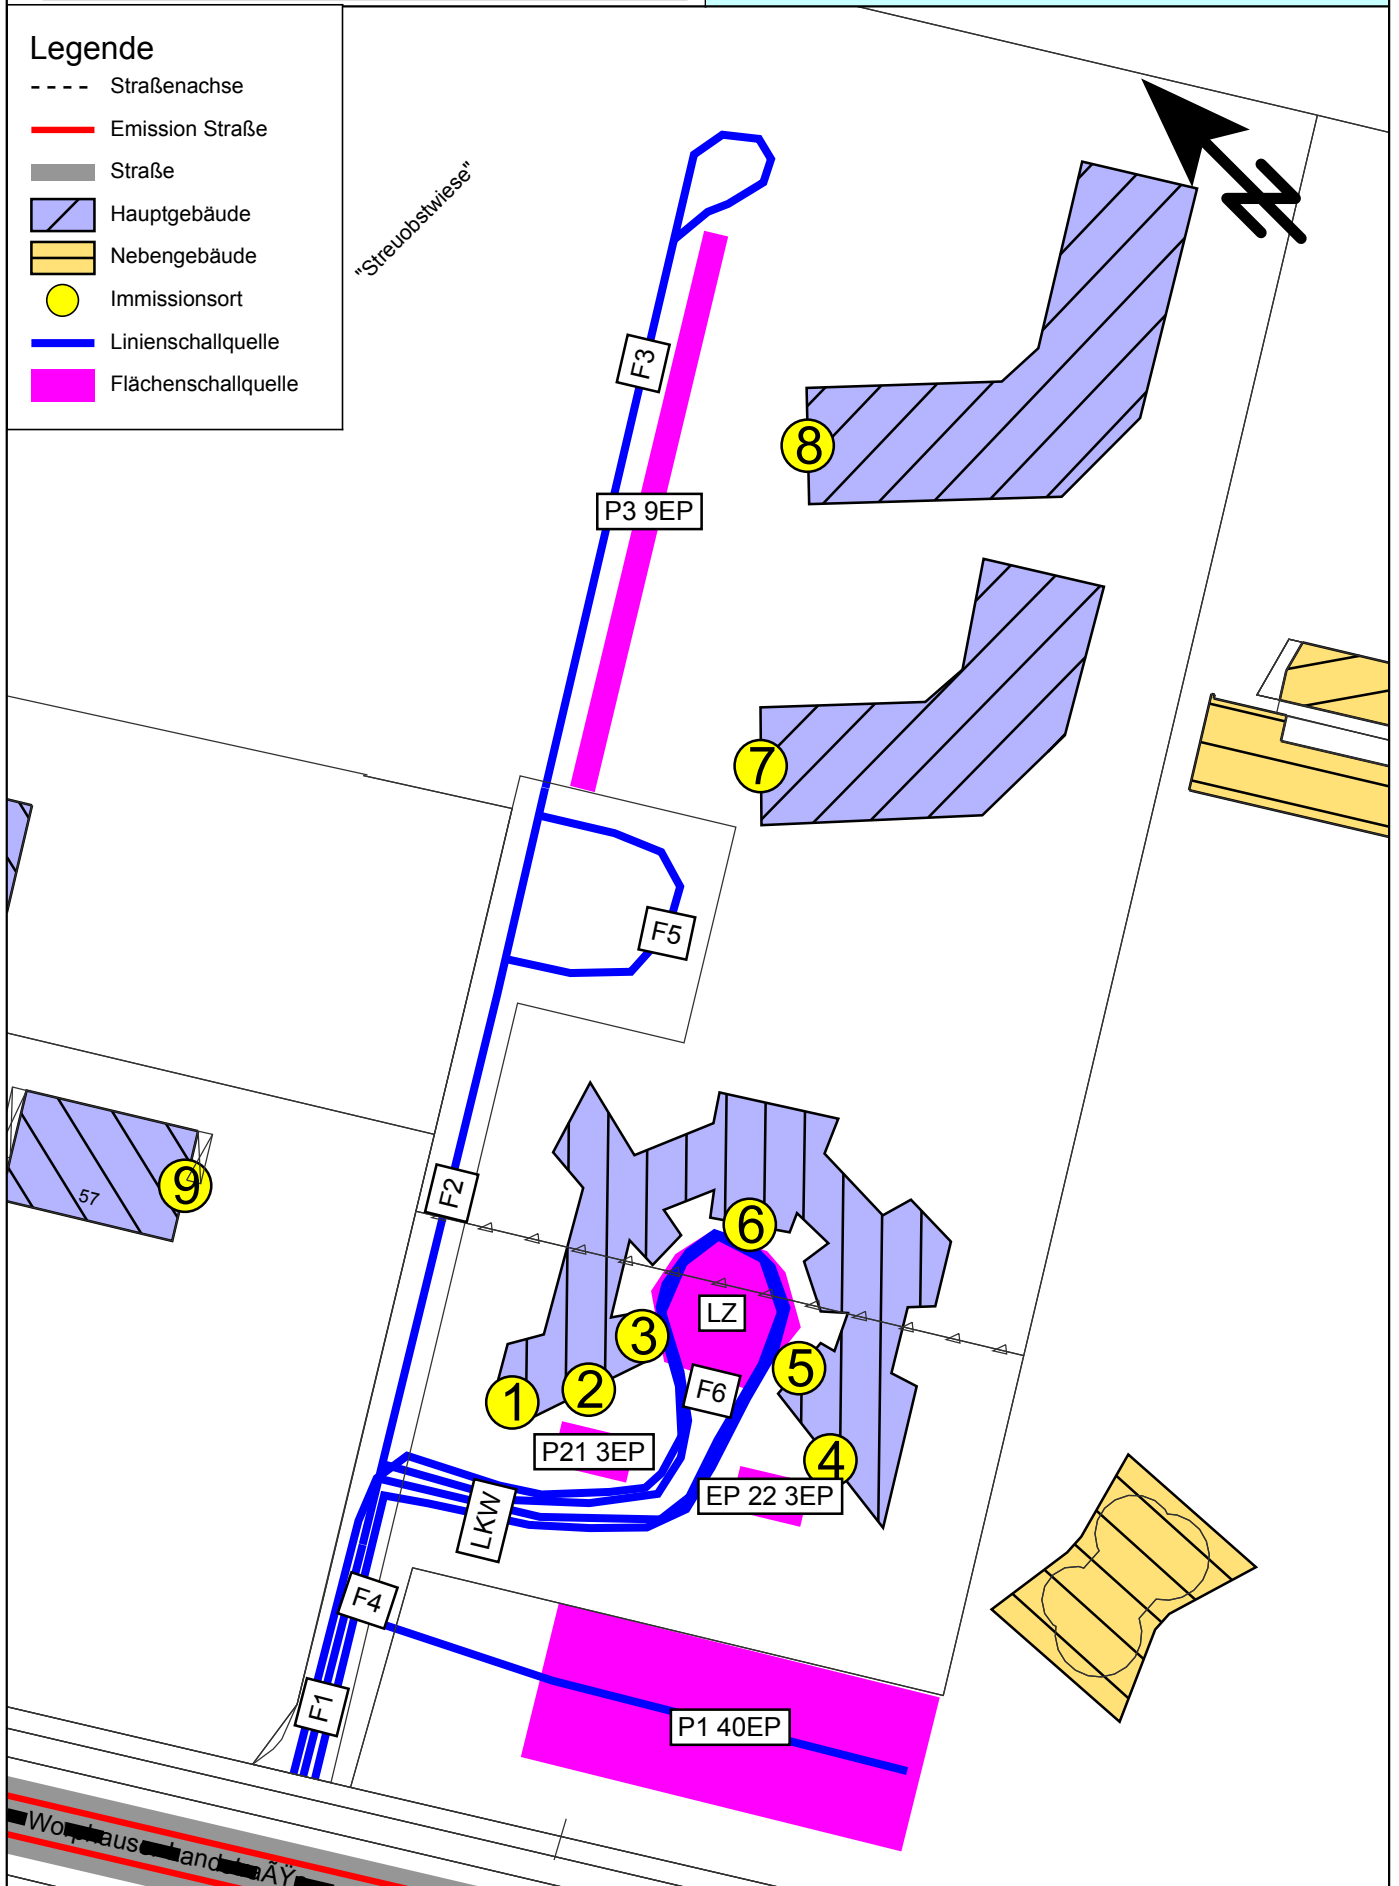 Legende
Straßenachse
Emission Straße
Straße
Hauptgebäude
Nebengebäude
Immissionsort
Linienschallquelle
Flächenschallquelle
"Streuobstwiese"
F3
8
P3 9EP
7
F5
9
57
F2
6
LZ
3
5
F6
2
1
P21 3EP
4
EP 22 3EP
LKW
F4
F1
P1 40EP